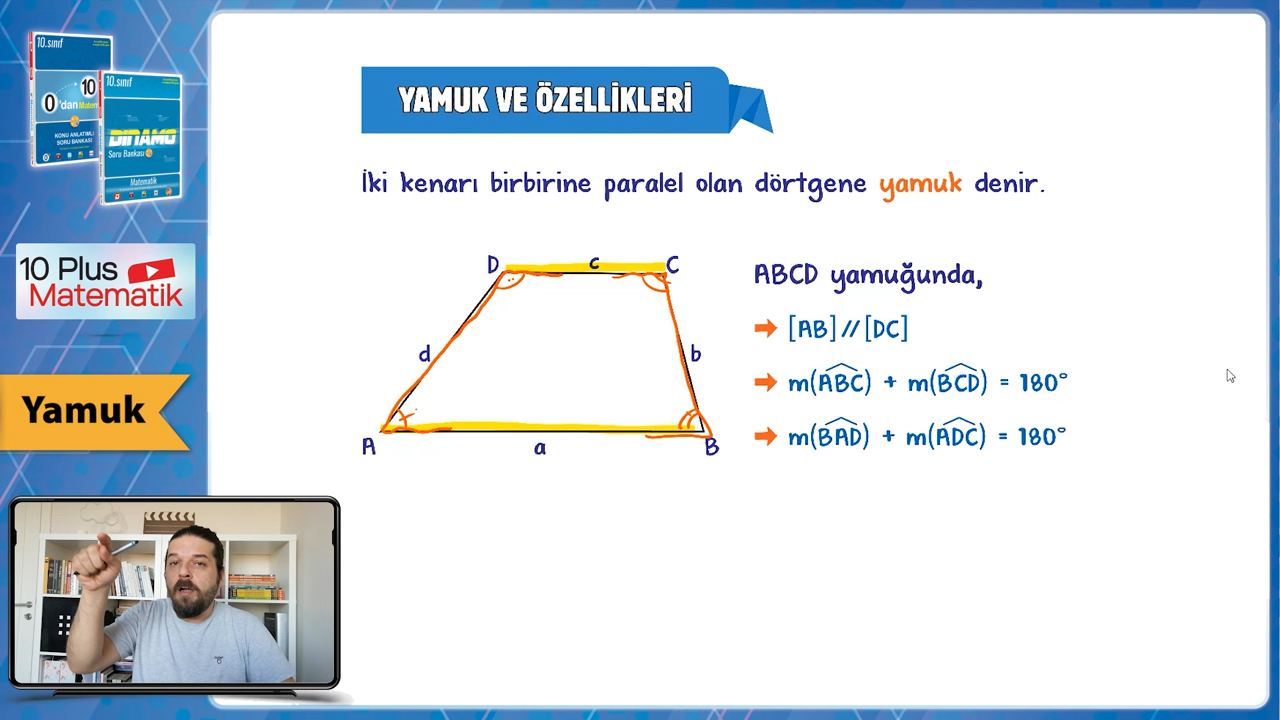 10.sınıf
10.sınıf
0'dan 10
KONU ANLATIMLI
SORU BANKASI
DİNAMO
Soru Bankası
Matematik
10 Plus
Matematik
Yamuk
YAMUK VE ÖZELLİKLERİ
İki kenarı birbirine paralel olan dörtgene yamuk denir.
D c C
d b
A a B
ABCD yamuğunda,
➡ [AB] // [DC]
➡ m(ABC) + m(BCD) = 180°
➡ m(BAD) + m(ADC) = 180°